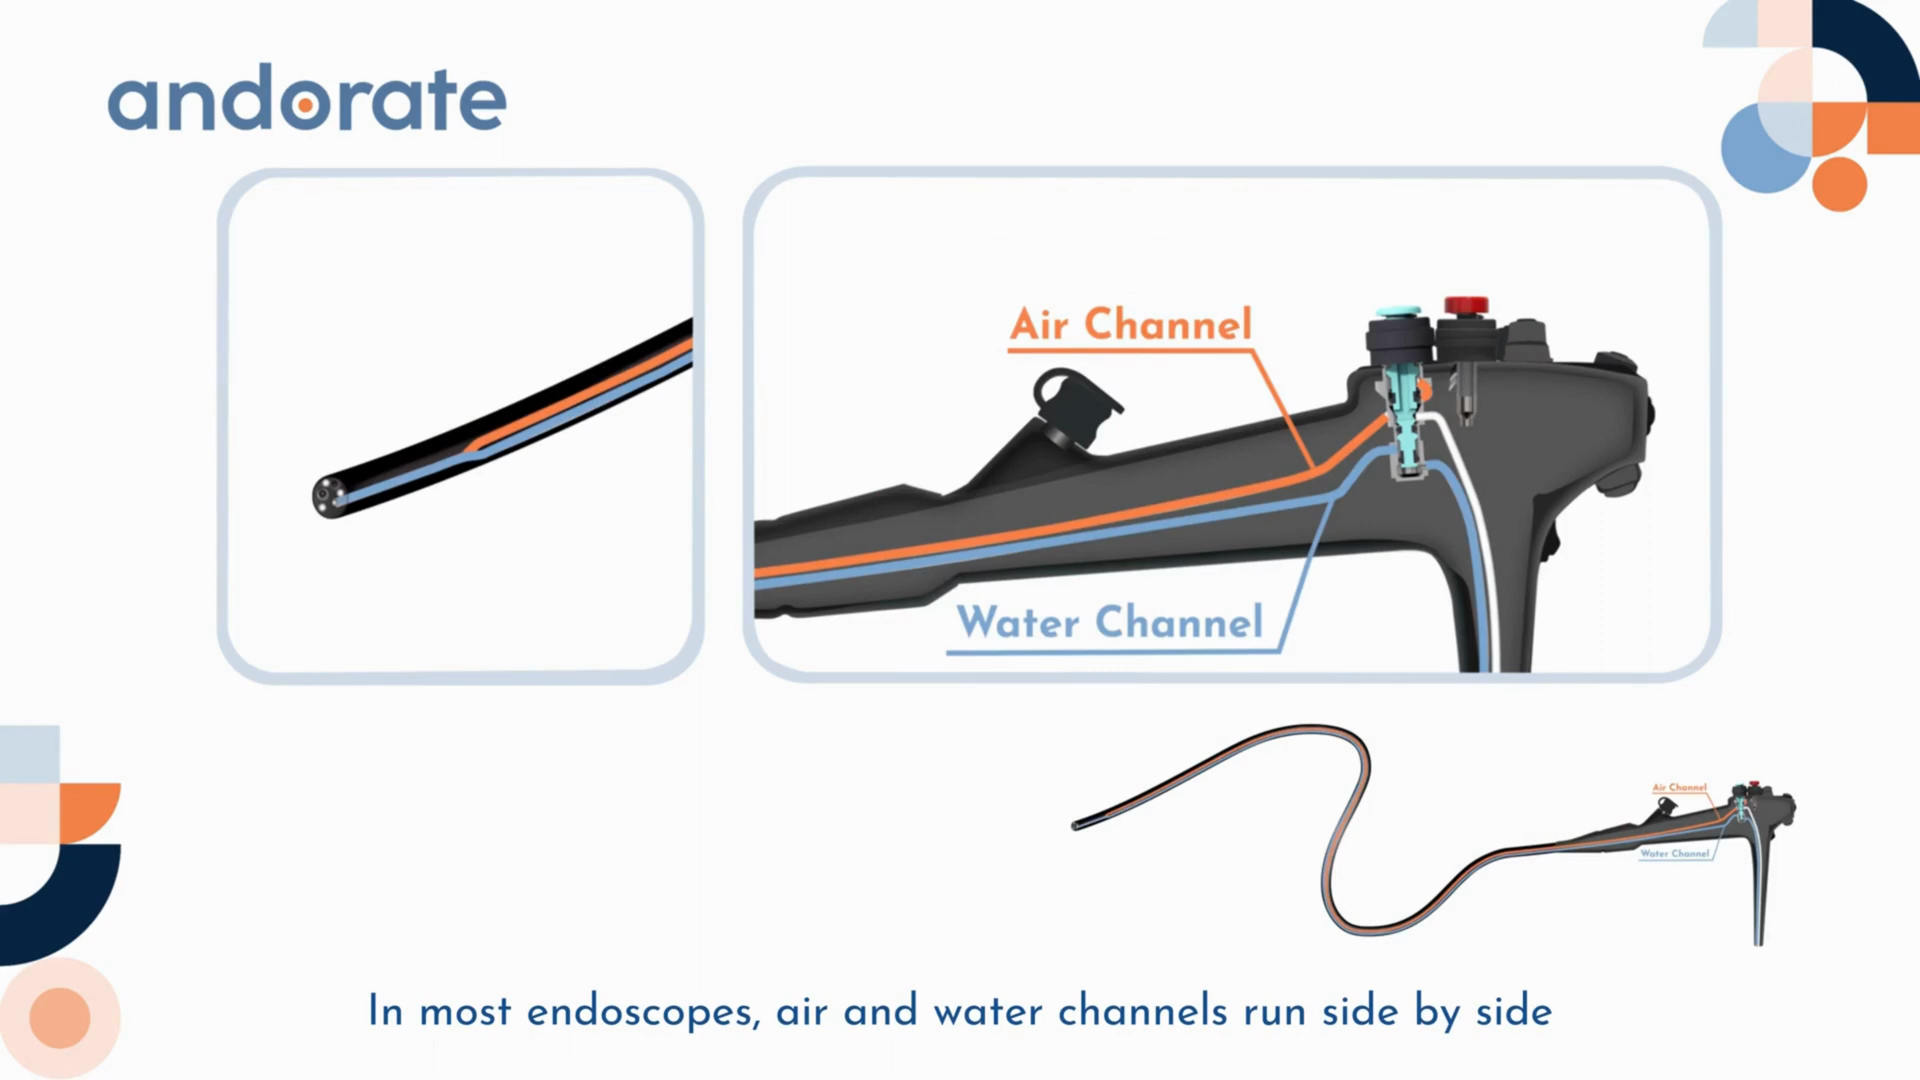 andorate
Air Channel
Water Channel
Air Channel
Water Channel
In most endoscopes, air and water channels run side by side